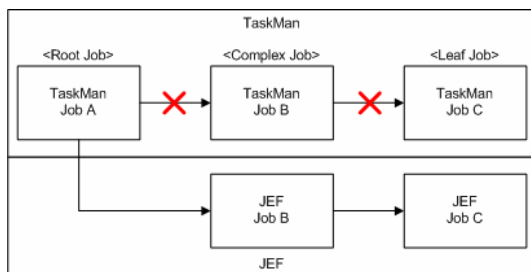 TaskMan
<Root Job>
<Complex Job>
<Leaf Job>
TaskMan
Job A
TaskMan
Job B
TaskMan
Job C
JEF
Job B
JEF
Job C
JEF